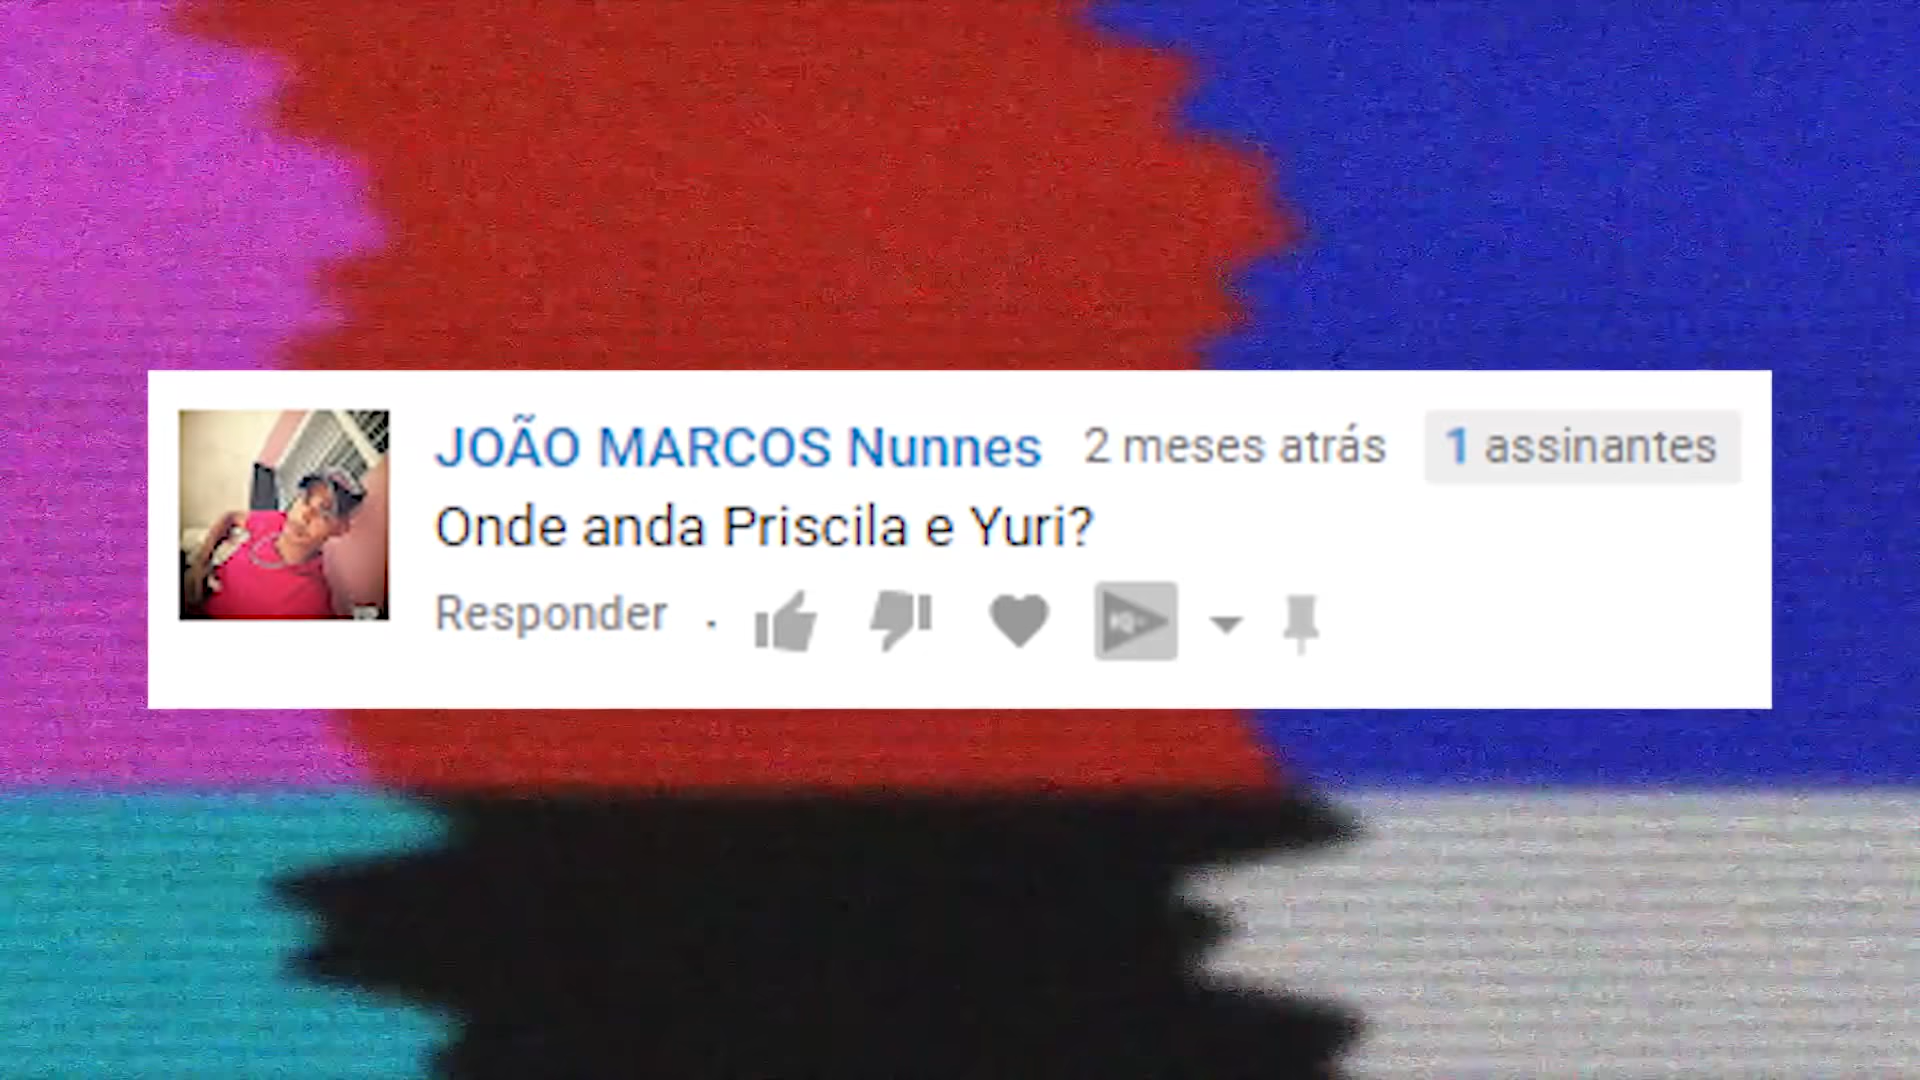 JOÃO MARCOS Nunnes 2 meses atrás 1 assinantes
Onde anda Priscila e Yuri?
Responder .